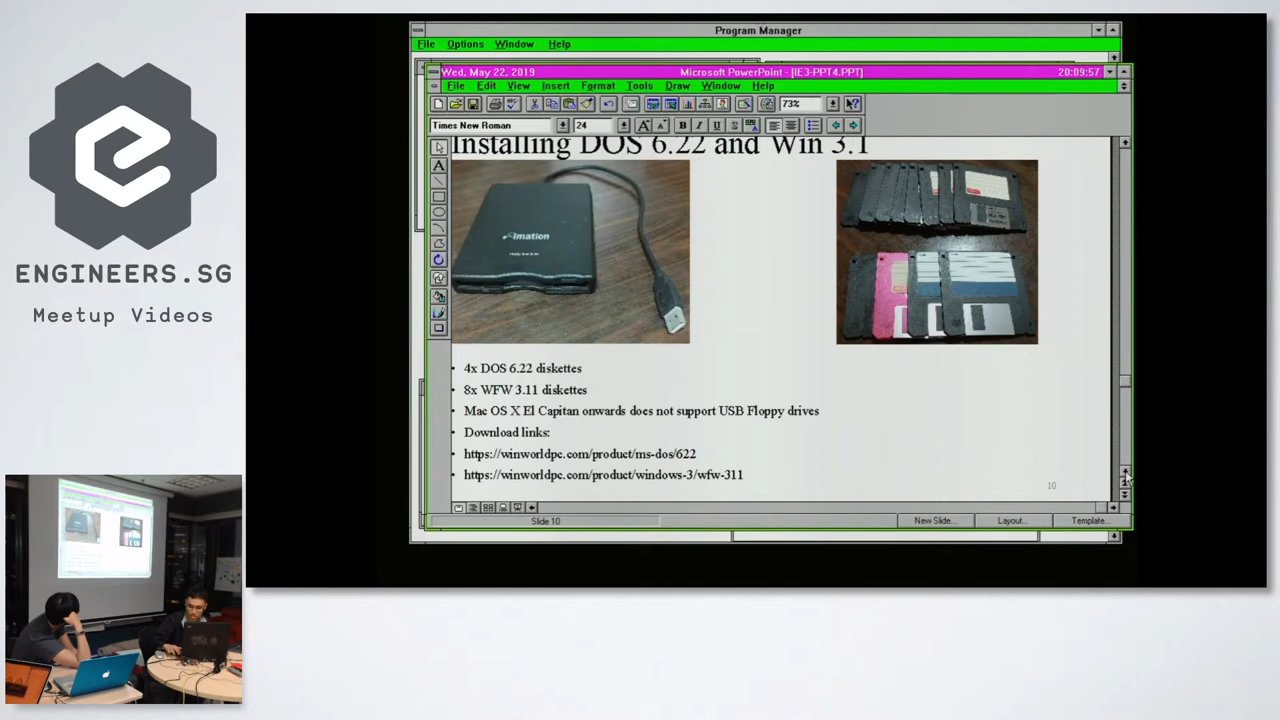 Program Manager
File Options Window Help
Wed, May 22, 2019 Microsoft PowerPoint - [IE3-PPT4.PPT] 20:09:57
File Edit View Insert Format Tools Draw Window Help
73%
Times New Roman 24 A A B I U S
Installing DOS 6.22 and Win 3.1
imation
• 4x DOS 6.22 diskettes
• 8x WFW 3.11 diskettes
• Mac OS X El Capitan onwards does not support USB Floppy drives
• Download links:
• https://winworldpc.com/product/ms-dos/622
• https://winworldpc.com/product/windows-3/wfw-311
10
Slide 10 New Slide... Layout... Template...
ENGINEERS.SG
Meetup Videos